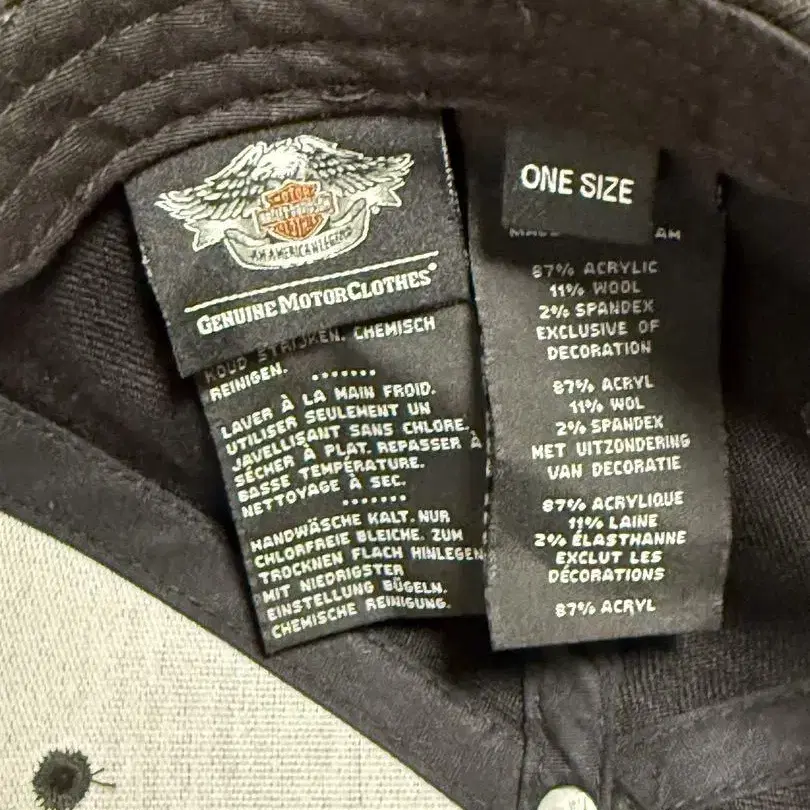 MOTOR
HARLEY-DAVIDSON
CYCLES
AN AMERICAN LEGEND
GENUINE MOTORCLOTHES®
KOUD STRIJKEN. CHEMISCH
REINIGEN.
LAVER À LA MAIN FROID.
UTILISER SEULEMENT UN
JAVELLISANT SANS CHLORE.
SÉCHER À PLAT. REPASSER À
BASSE TEMPÉRATURE.
NETTOYAGE À SEC.
HANDWÄSCHE KALT. NUR
CHLORFREIE BLEICHE. ZUM
TROCKNEN FLACH HINLEGEN
MIT NIEDRIGSTER
EINSTELLUNG BÜGELN.
CHEMISCHE REINIGUNG.
ONE SIZE
87% ACRYLIC
11% WOOL
2% SPANDEX
EXCLUSIVE OF
DECORATION
87% ACRYL
11% WOL
2% SPANDEX
MET UITZONDERING
VAN DECORATIE
87% ACRYLIQUE
11% LAINE
2% ÉLASTHANNE
EXCLUT LES
DÉCORATIONS
87% ACRYL